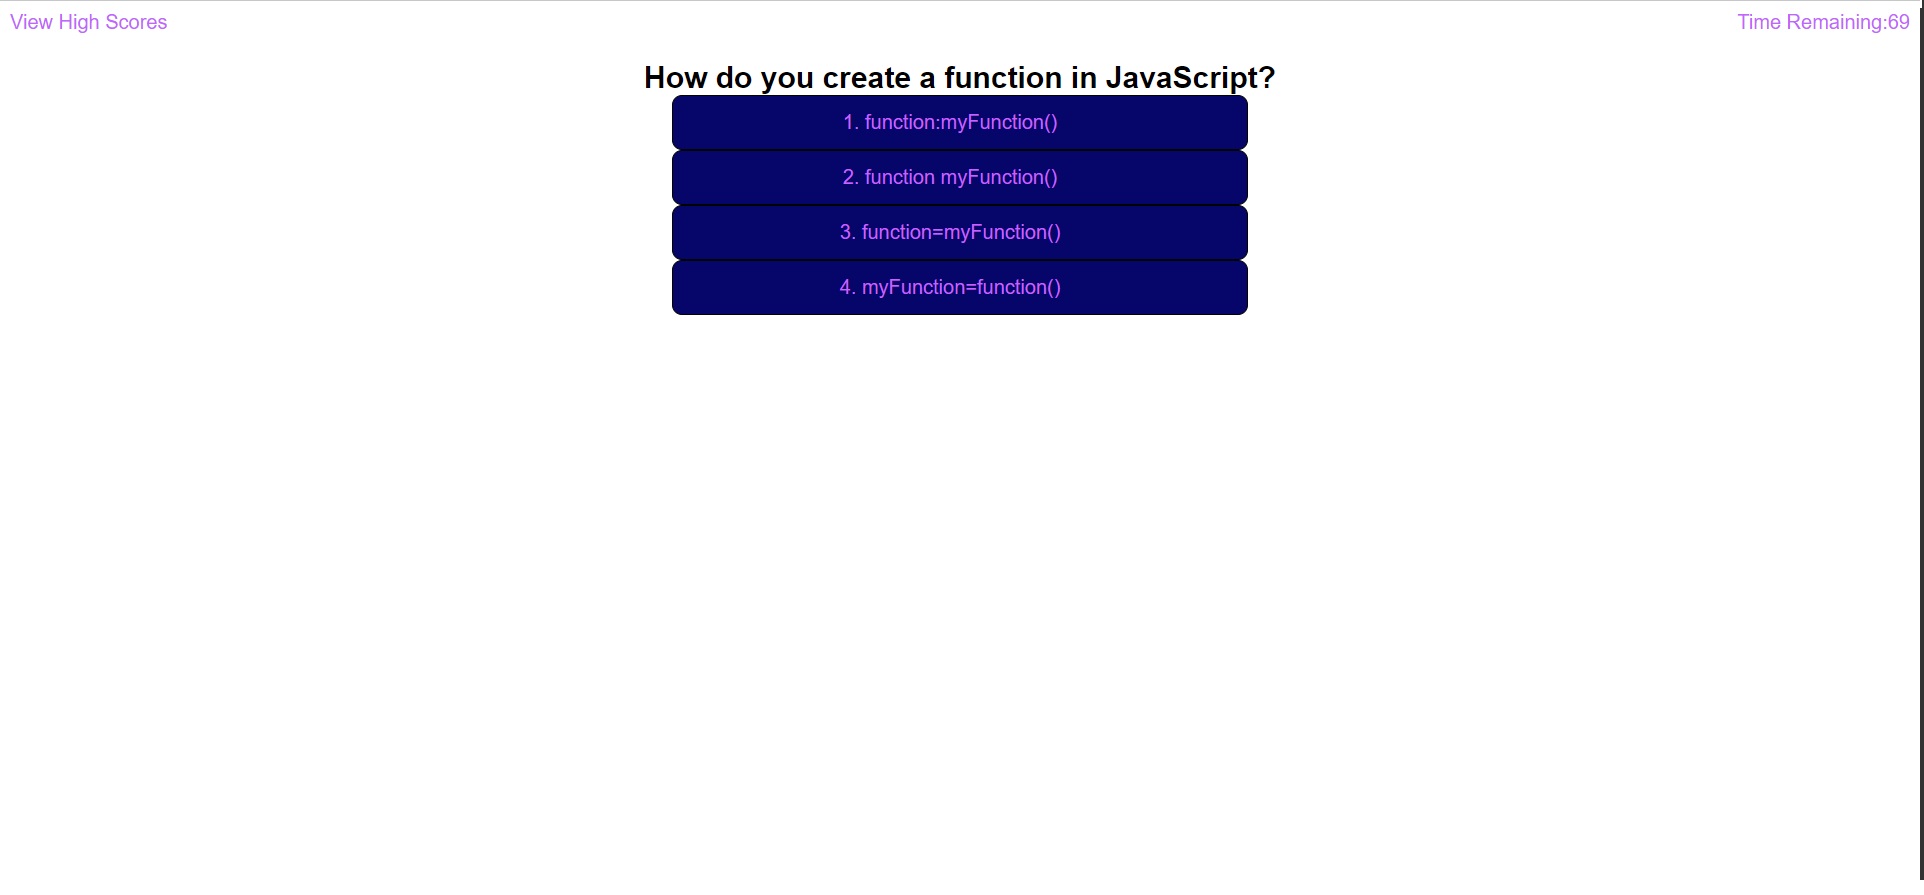 View High Scores
Time Remaining:69
How do you create a function in JavaScript?
1. function:myFunction()
2. function myFunction()
3. function=myFunction()
4. myFunction=function()